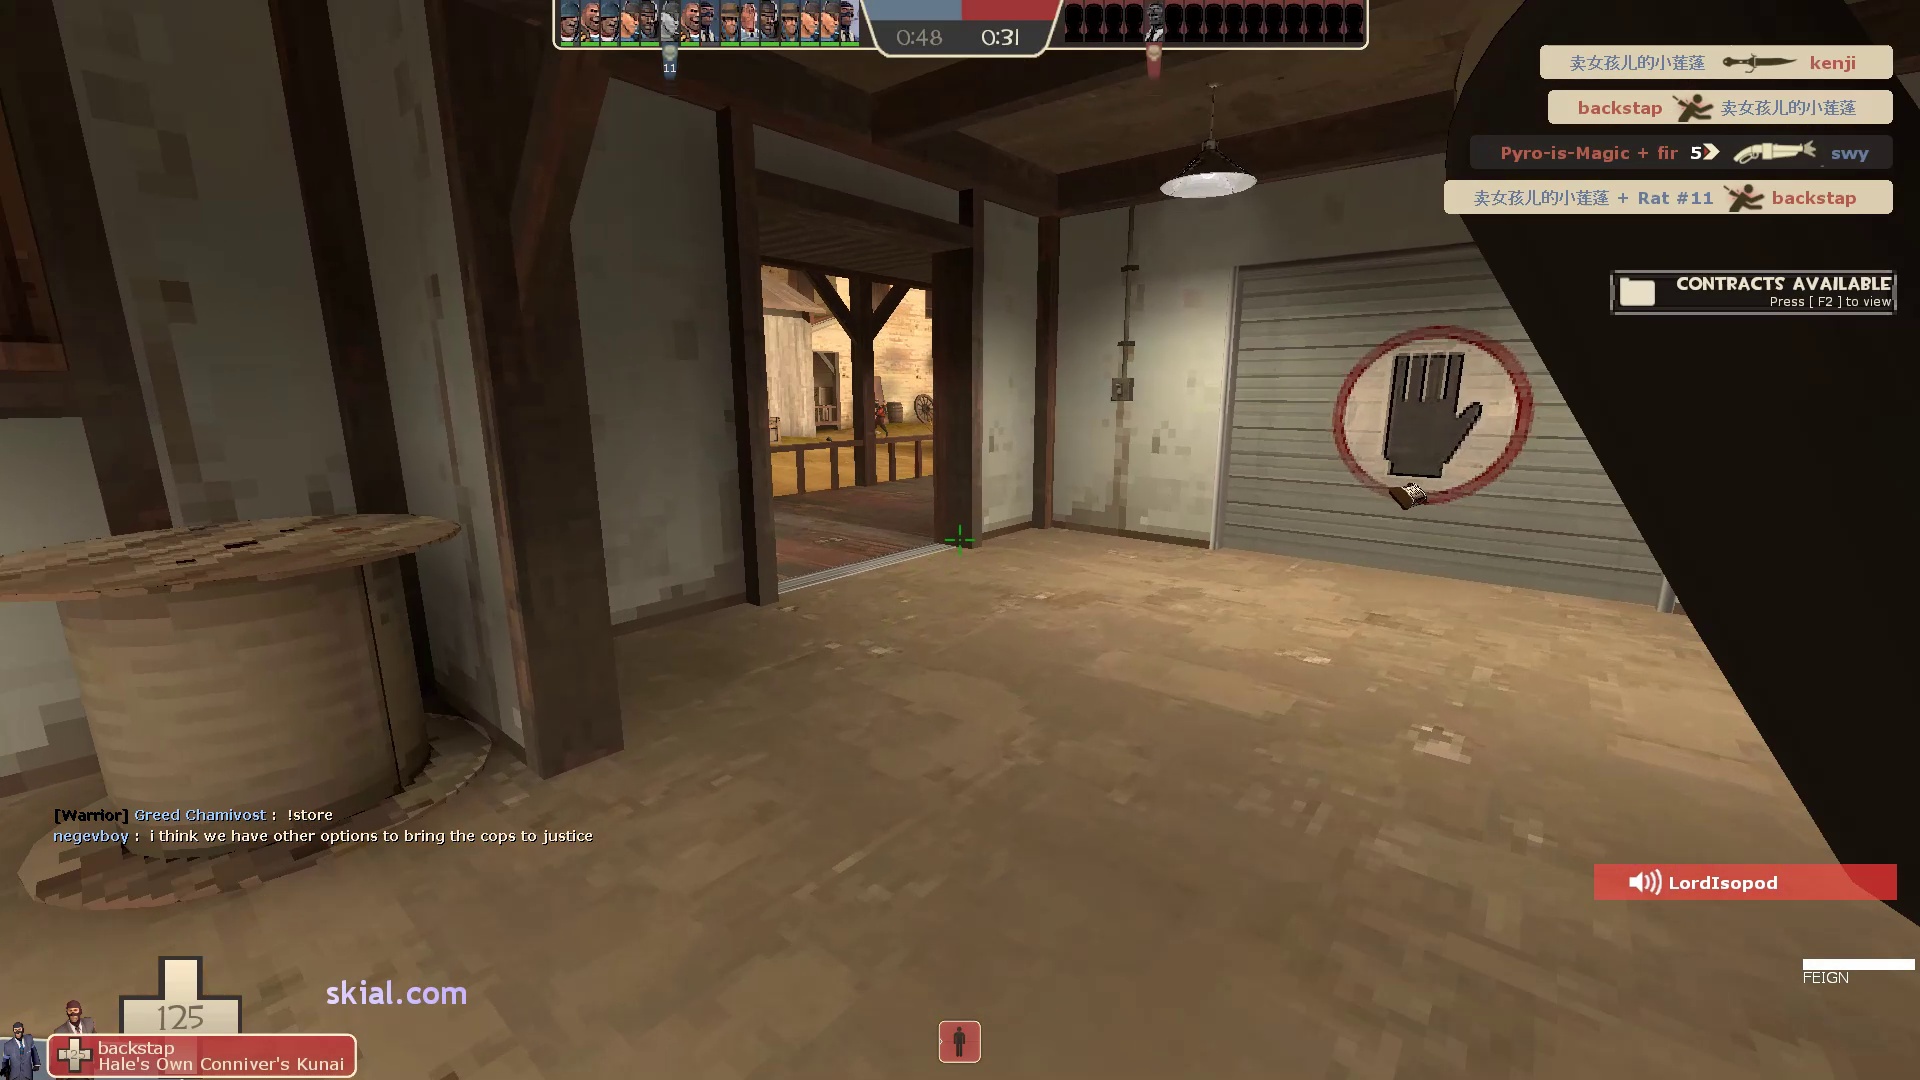 0:48 0:31
11
卖女孩儿的小莲蓬 kenji
backstap 卖女孩儿的小莲蓬
Pyro-is-Magic + fir 5 swy
卖女孩儿的小莲蓬 + Rat #11 backstap
CONTRACTS AVAILABLE
Press [ F2 ] to view
[Warrior] Greed Chamivost : !store
negevboy : i think we have other options to bring the cops to justice
LordIsopod
FEIGN
skial.com
125
125
backstap
Hale's Own Conniver's Kunai